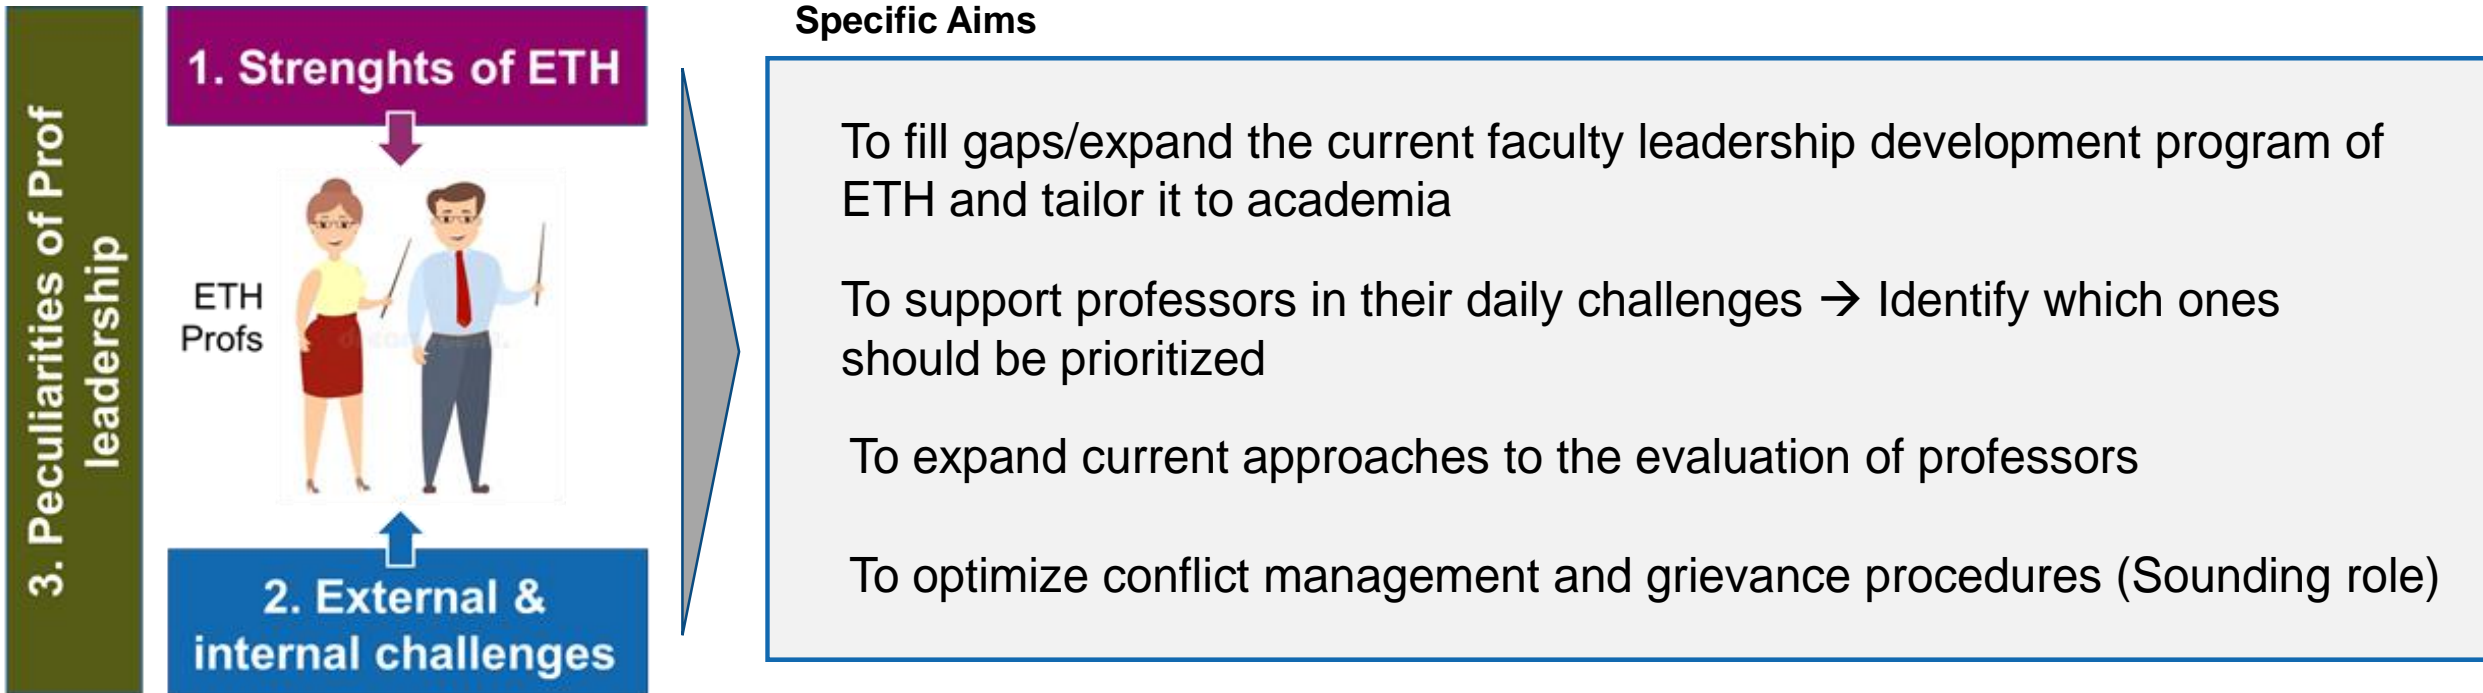 3. Peculiarities of Prof
leadership
1. Strenghts of ETH
ETH
Profs
2. External &
internal challenges
Specific Aims
To fill gaps/expand the current faculty leadership development program of
ETH and tailor it to academia
To support professors in their daily challenges → Identify which ones
should be prioritized
To expand current approaches to the evaluation of professors
To optimize conflict management and grievance procedures (Sounding role)